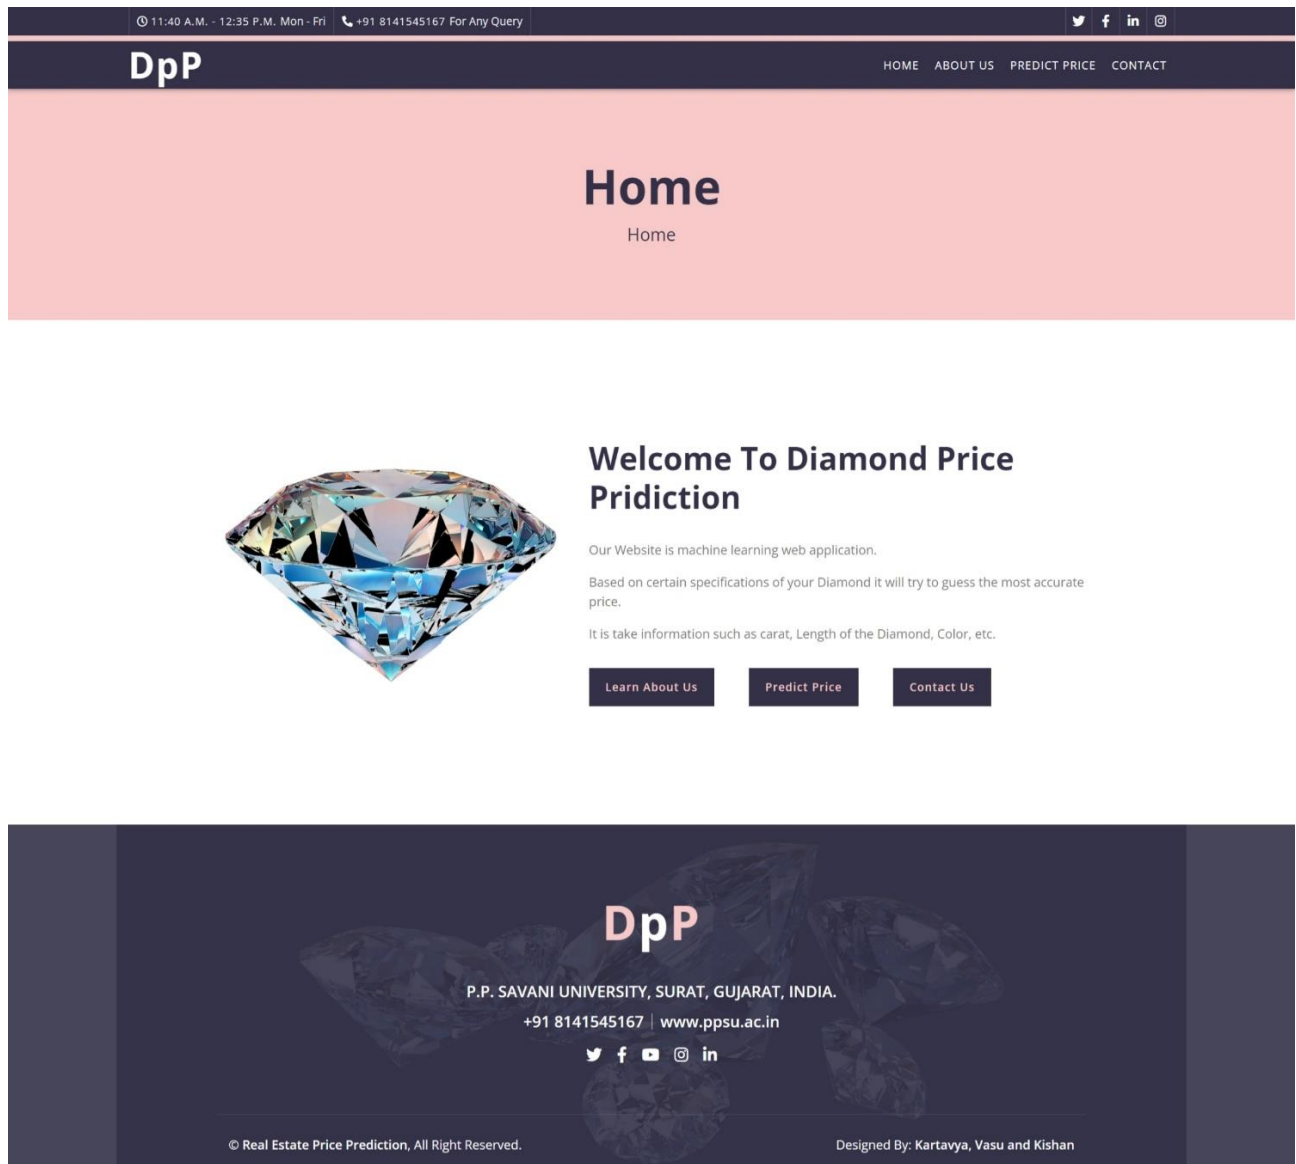 11:40 A.M. - 12:35 P.M. Mon - Fri +91 8141545167 For Any Query
DpP
HOME ABOUT US PREDICT PRICE CONTACT
Home
Home
Welcome To Diamond Price
Pridiction
Our Website is machine learning web application.
Based on certain specifications of your Diamond it will try to guess the most accurate
price.
It is take information such as carat, Length of the Diamond, Color, etc.
Learn About Us Predict Price Contact Us
DpP
P.P. SAVANI UNIVERSITY, SURAT, GUJARAT, INDIA.
+91 8141545167 | www.ppsu.ac.in
© Real Estate Price Prediction, All Right Reserved. Designed By: Kartavya, Vasu and Kishan